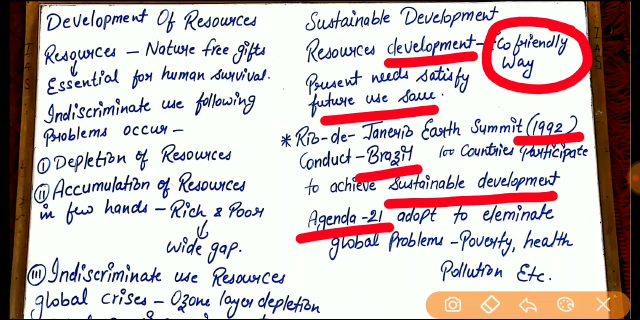 Development Of Resources
Resources – Nature free gifts
Essential for human survival.
Indiscriminate use following
Problems occur –
(i) Depletion of Resources
(ii) Accumulation of Resources
in few hands – Rich & Poor
wide gap.
(iii) Indiscriminate use Resources
global crises – Ozone layer depletion
Sustainable Development
Resources development – Eco friendly
Way
Present needs satisfy
future use save.
* Rio-de-Janerio Earth Summit (1992)
Conduct – Brazil 100 Countries Participate
to achieve Sustainable development
Agenda-21 adopt to eleminate
global Problems – Poverty, health
Pollution Etc.